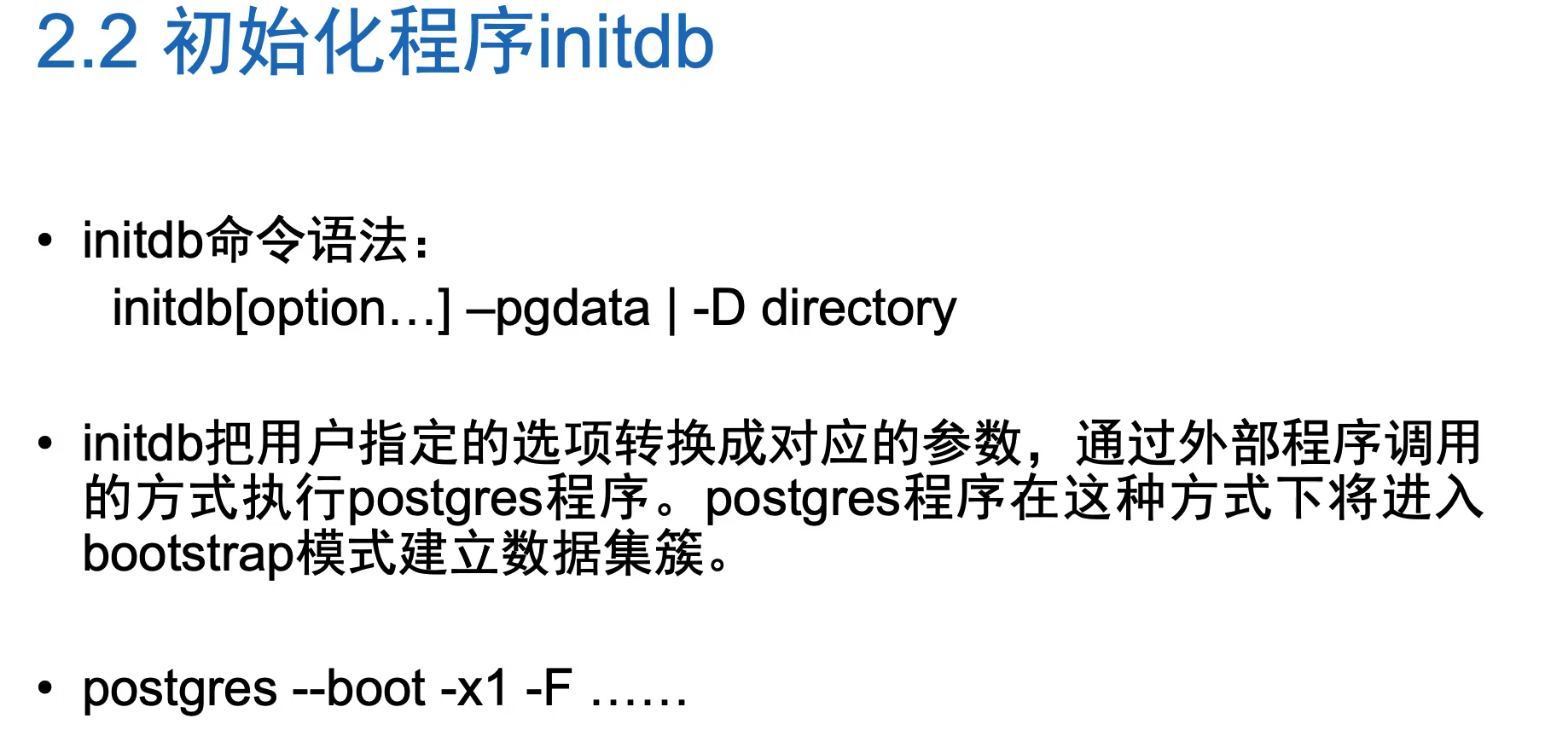 2.2 初始化程序initdb
• initdb命令语法：
initdb[option…] –pgdata | -D directory
• initdb把用户指定的选项转换成对应的参数，通过外部程序调用
的方式执行postgres程序。postgres程序在这种方式下将进入
bootstrap模式建立数据集簇。
• postgres --boot -x1 -F ……